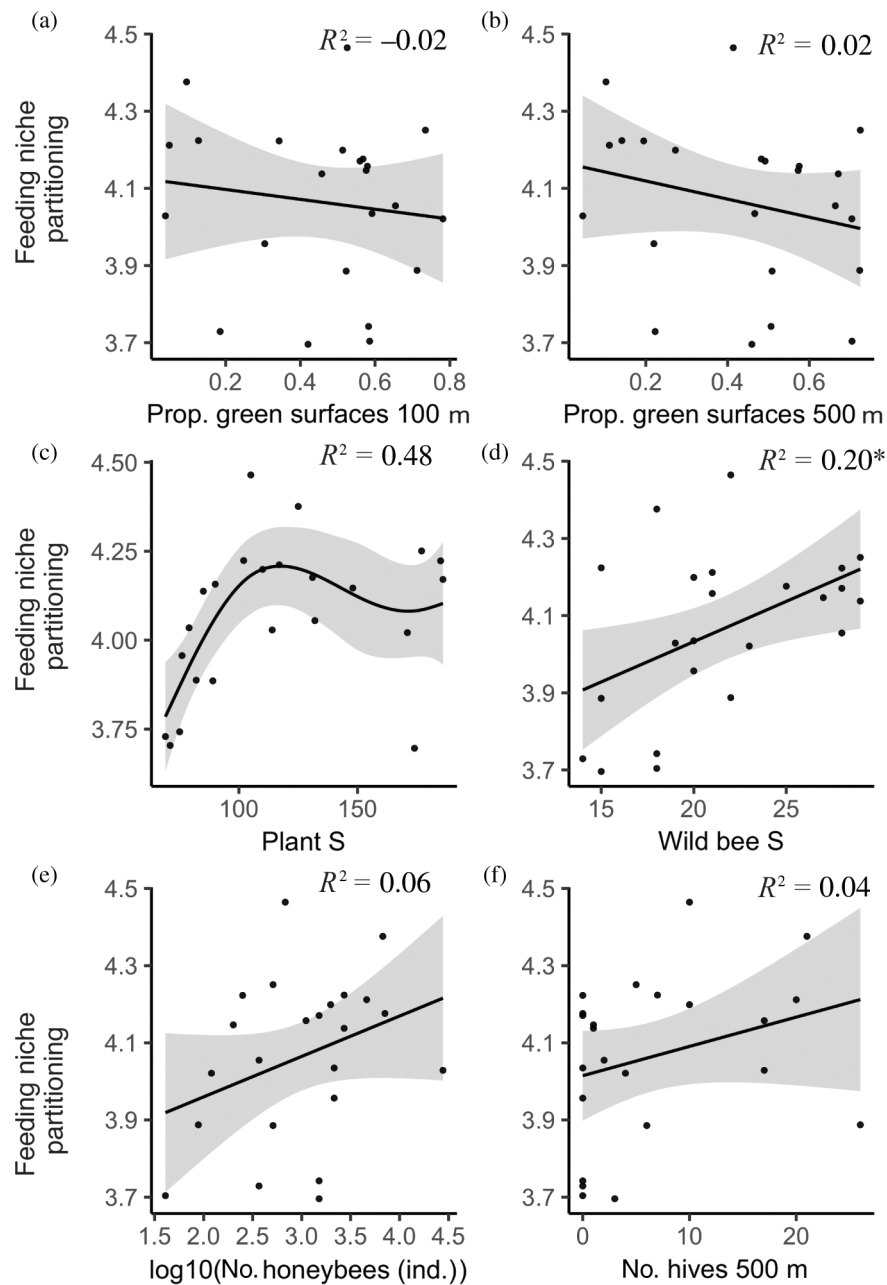 (a)
R² = –0.02
4.5
4.3
4.1
3.9
3.7
Feeding niche
partitioning
0.2 0.4 0.6 0.8
Prop. green surfaces 100 m
(b)
R² = 0.02
4.5
4.3
4.1
3.9
3.7
0.2 0.4 0.6
Prop. green surfaces 500 m
(c)
R² = 0.48
4.50
4.25
4.00
3.75
Feeding niche
partitioning
100 150
Plant S
(d)
R² = 0.20*
4.5
4.3
4.1
3.9
3.7
15 20 25
Wild bee S
(e)
R² = 0.06
4.5
4.3
4.1
3.9
3.7
Feeding niche
partitioning
1.5 2.0 2.5 3.0 3.5 4.0 4.5
log10(No. honeybees (ind.))
(f)
R² = 0.04
4.5
4.3
4.1
3.9
3.7
0 10 20
No. hives 500 m